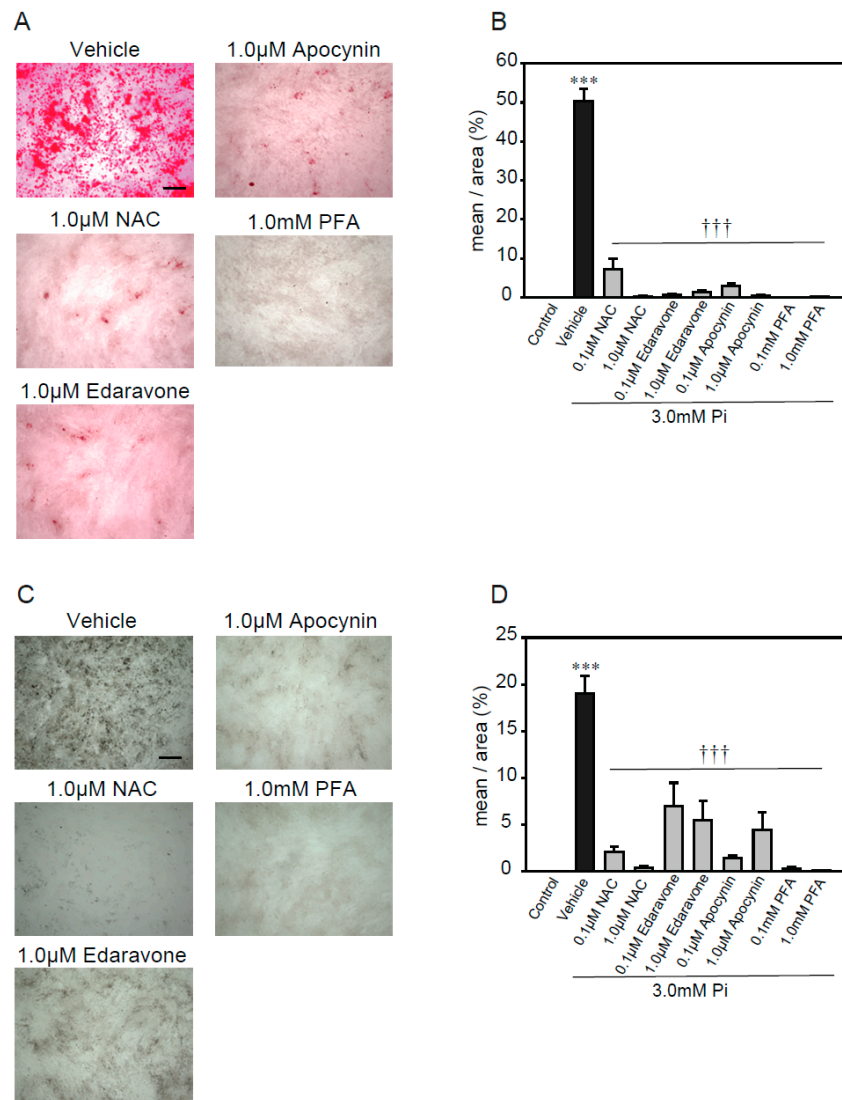 A
Vehicle
1.0µM Apocynin
1.0µM NAC
1.0mM PFA
1.0µM Edaravone
B
mean / area (%)
60
50
40
30
20
10
0
***
†††
Control
Vehicle
0.1µM NAC
1.0µM NAC
0.1µM Edaravone
1.0µM Edaravone
0.1µM Apocynin
1.0µM Apocynin
0.1mM PFA
1.0mM PFA
3.0mM Pi
C
Vehicle
1.0µM Apocynin
1.0µM NAC
1.0mM PFA
1.0µM Edaravone
D
mean / area (%)
25
20
15
10
5
0
***
†††
Control
Vehicle
0.1µM NAC
1.0µM NAC
0.1µM Edaravone
1.0µM Edaravone
0.1µM Apocynin
1.0µM Apocynin
0.1mM PFA
1.0mM PFA
3.0mM Pi